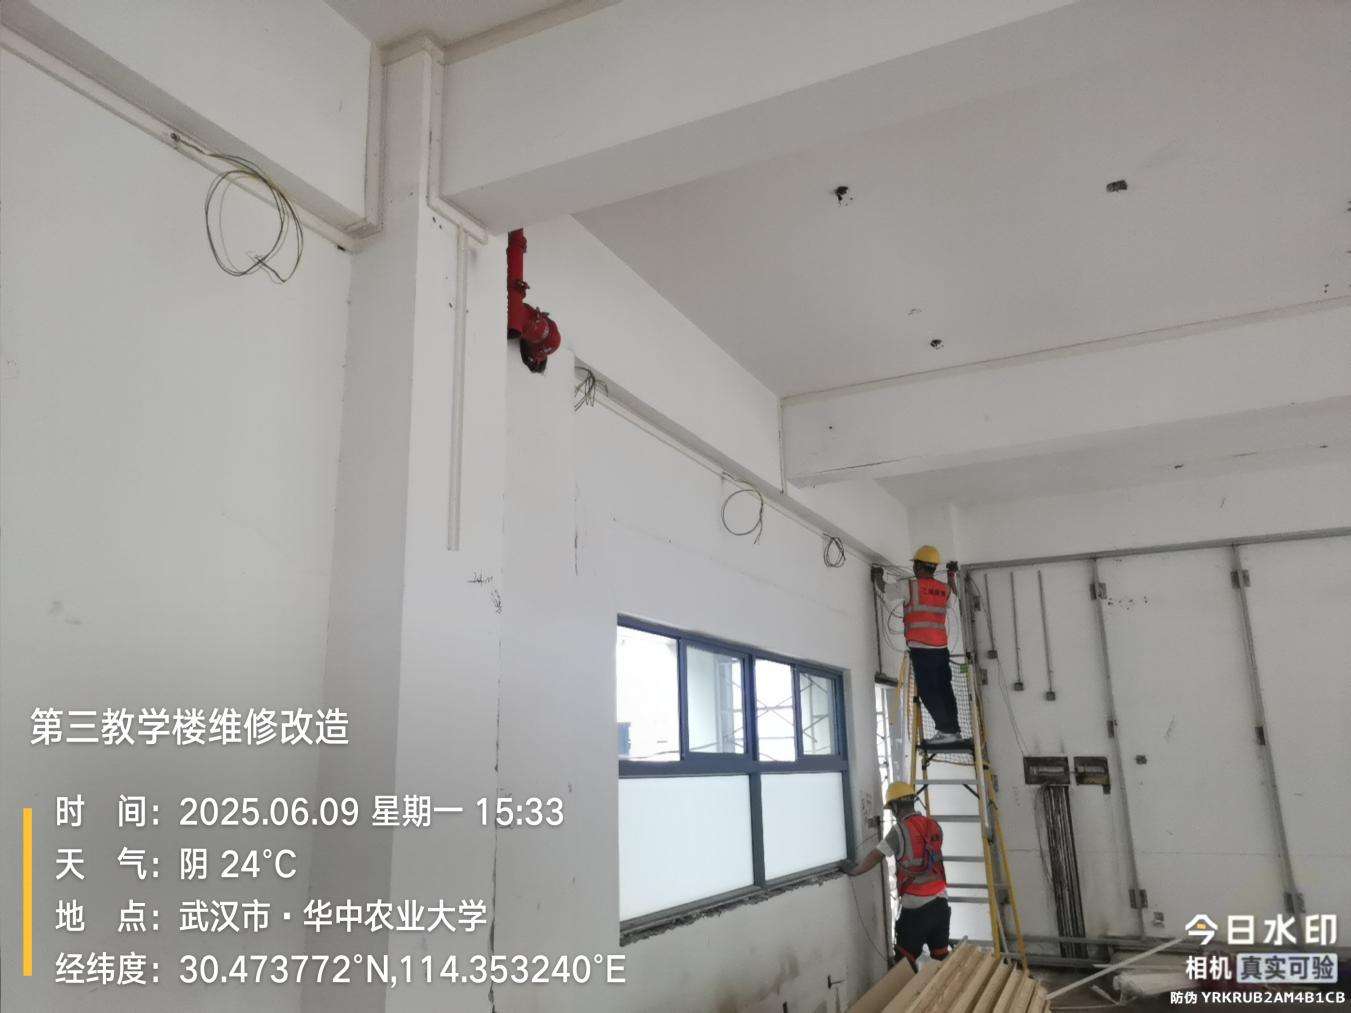 第三教学楼维修改造
时 间：2025.06.09 星期一 15:33
天 气：阴 24°C
地 点：武汉市·华中农业大学
经纬度：30.473772°N,114.353240°E
今日水印
相机 真实可验
防伪 YRKRUB2AM4B1CB